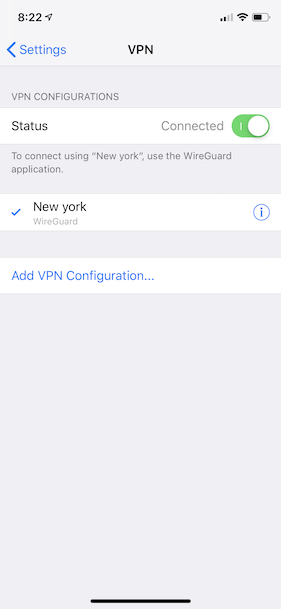 8:22
Settings
VPN
VPN CONFIGURATIONS
Status
Connected
To connect using “New york”, use the WireGuard
application.
New york
WireGuard
Add VPN Configuration...